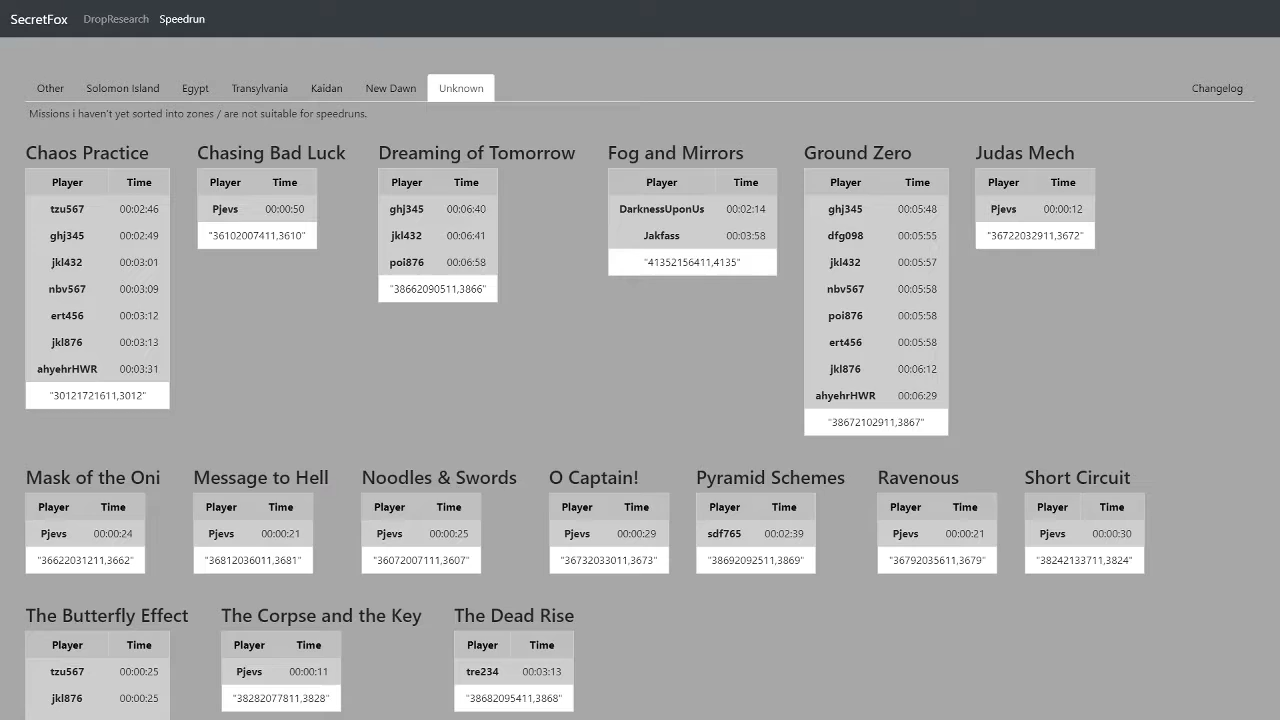 SecretFox DropResearch Speedrun
Other Solomon Island Egypt Transylvania Kaidan New Dawn Unknown Changelog
Missions i haven't yet sorted into zones / are not suitable for speedruns.
Chaos Practice
Player Time
tzu567 00:02:46
ghj345 00:02:49
jkl432 00:03:01
nbv567 00:03:09
ert456 00:03:12
jkl876 00:03:13
ahyehrHWR 00:03:31
"30121721611,3012"
Chasing Bad Luck
Player Time
Pjevs 00:00:50
"36102007411,3610"
Dreaming of Tomorrow
Player Time
ghj345 00:06:40
jkl432 00:06:41
poi876 00:06:58
"38662090511,3866"
Fog and Mirrors
Player Time
DarknessUponUs 00:02:14
Jakfass 00:03:58
"41352156411,4135"
Ground Zero
Player Time
ghj345 00:05:48
dfg098 00:05:55
jkl432 00:05:57
nbv567 00:05:58
poi876 00:05:58
ert456 00:05:58
jkl876 00:06:12
ahyehrHWR 00:06:29
"38672102911,3867"
Judas Mech
Player Time
Pjevs 00:00:12
"36722032911,3672"
Mask of the Oni
Player Time
Pjevs 00:00:24
"36622031211,3662"
Message to Hell
Player Time
Pjevs 00:00:21
"36812036011,3681"
Noodles & Swords
Player Time
Pjevs 00:00:25
"36072007111,3607"
O Captain!
Player Time
Pjevs 00:00:29
"36732033011,3673"
Pyramid Schemes
Player Time
sdf765 00:02:39
"38692092511,3869"
Ravenous
Player Time
Pjevs 00:00:21
"36792035611,3679"
Short Circuit
Player Time
Pjevs 00:00:30
"38242133711,3824"
The Butterfly Effect
Player Time
tzu567 00:00:25
jkl876 00:00:25
The Corpse and the Key
Player Time
Pjevs 00:00:11
"38282077811,3828"
The Dead Rise
Player Time
tre234 00:03:13
"38682095411,3868"